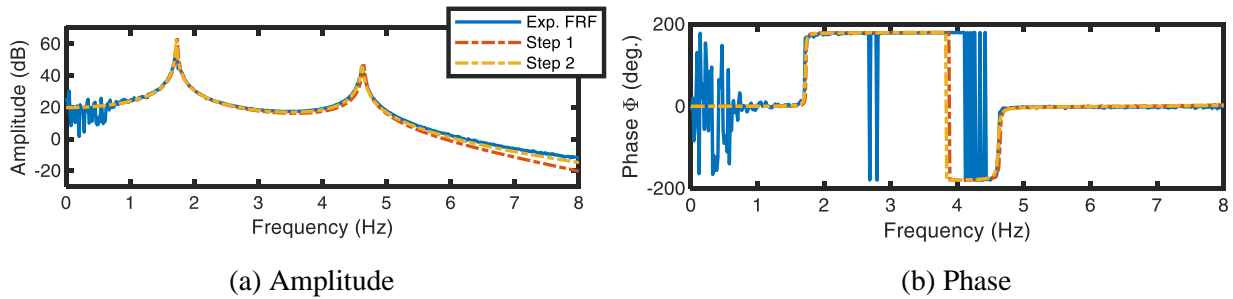 Amplitude (dB)
60
40
20
0
-20
0 1 2 3 4 5 6 7 8
Frequency (Hz)
Exp. FRF
Step 1
Step 2
(a) Amplitude
Phase Φ (deg.)
200
0
-200
0 1 2 3 4 5 6 7 8
Frequency (Hz)
(b) Phase